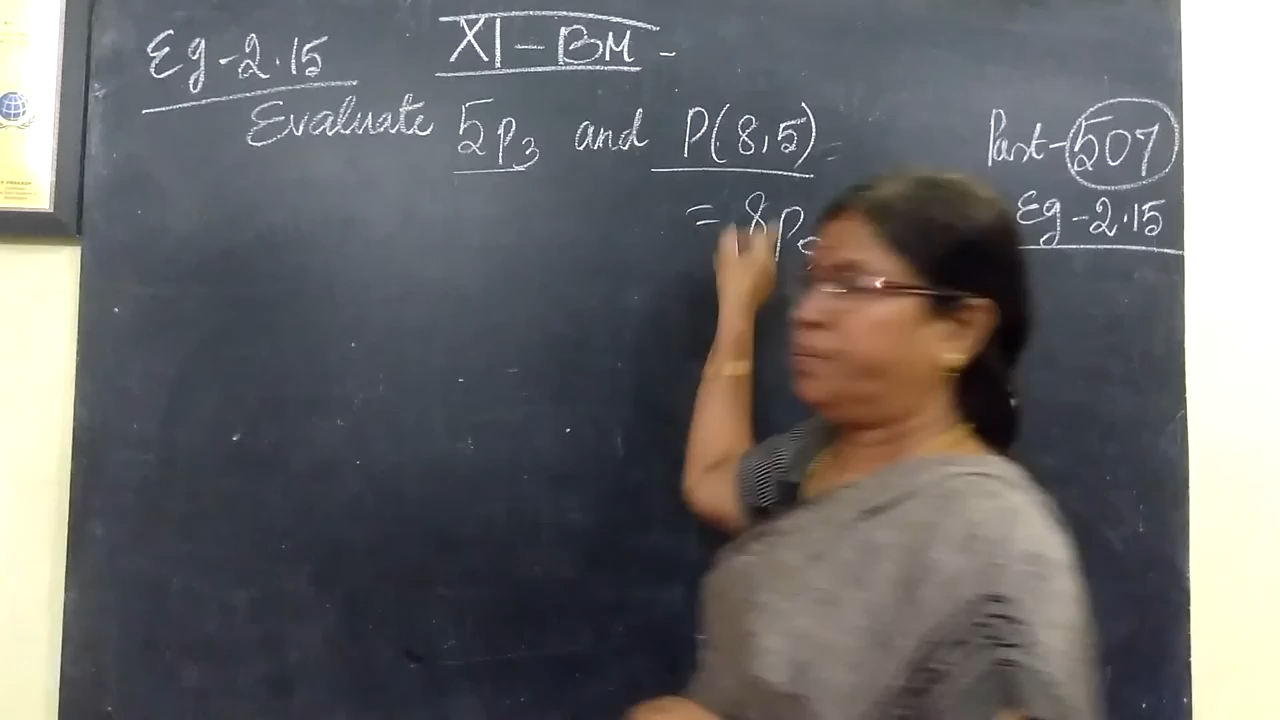 XI - BM -
Eg - 2.15
Evaluate 5P3 and P(8,5) =
= 8P
Part - 507
Eg - 2.15